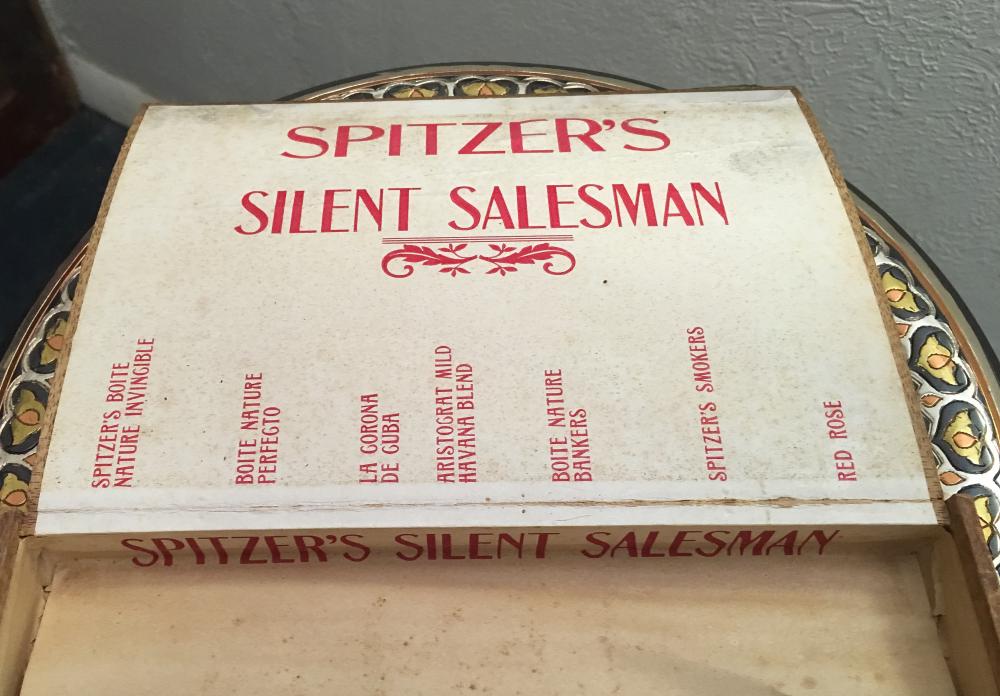 SPITZER'S
SILENT SALESMAN
SPITZER'S BOITE
NATURE INVINCIBLE
BOITE NATURE
PERFECTO
LA CORONA
DE CUBA
ARISTOCRAT MILD
HAVANA BLEND
BOITE NATURE
BANKERS
SPITZER'S SMOKERS
RED ROSE
SPITZER'S SILENT SALESMAN